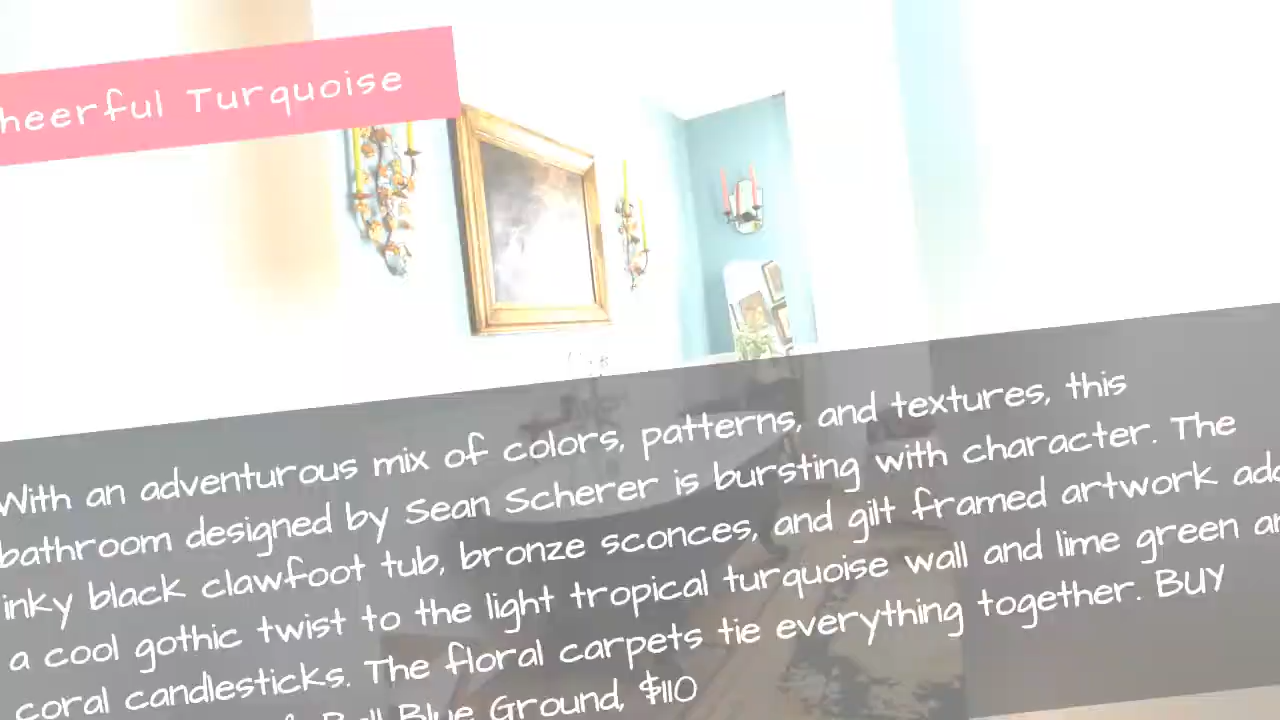 heerful Turquoise
With an adventurous mix of colors, patterns, and textures, this
bathroom designed by Sean Scherer is bursting with character. The
inky black clawfoot tub, bronze sconces, and gilt framed artwork add
a cool gothic twist to the light tropical turquoise wall and lime green an
coral candlesticks. The floral carpets tie everything together. BUY
& Ball Blue Ground, $110